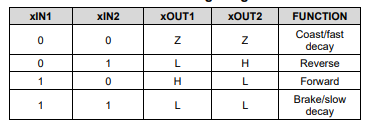 xIN1 xIN2 xOUT1 xOUT2 FUNCTION
0 0 Z Z Coast/fast
decay
0 1 L H Reverse
1 0 H L Forward
1 1 L L Brake/slow
decay